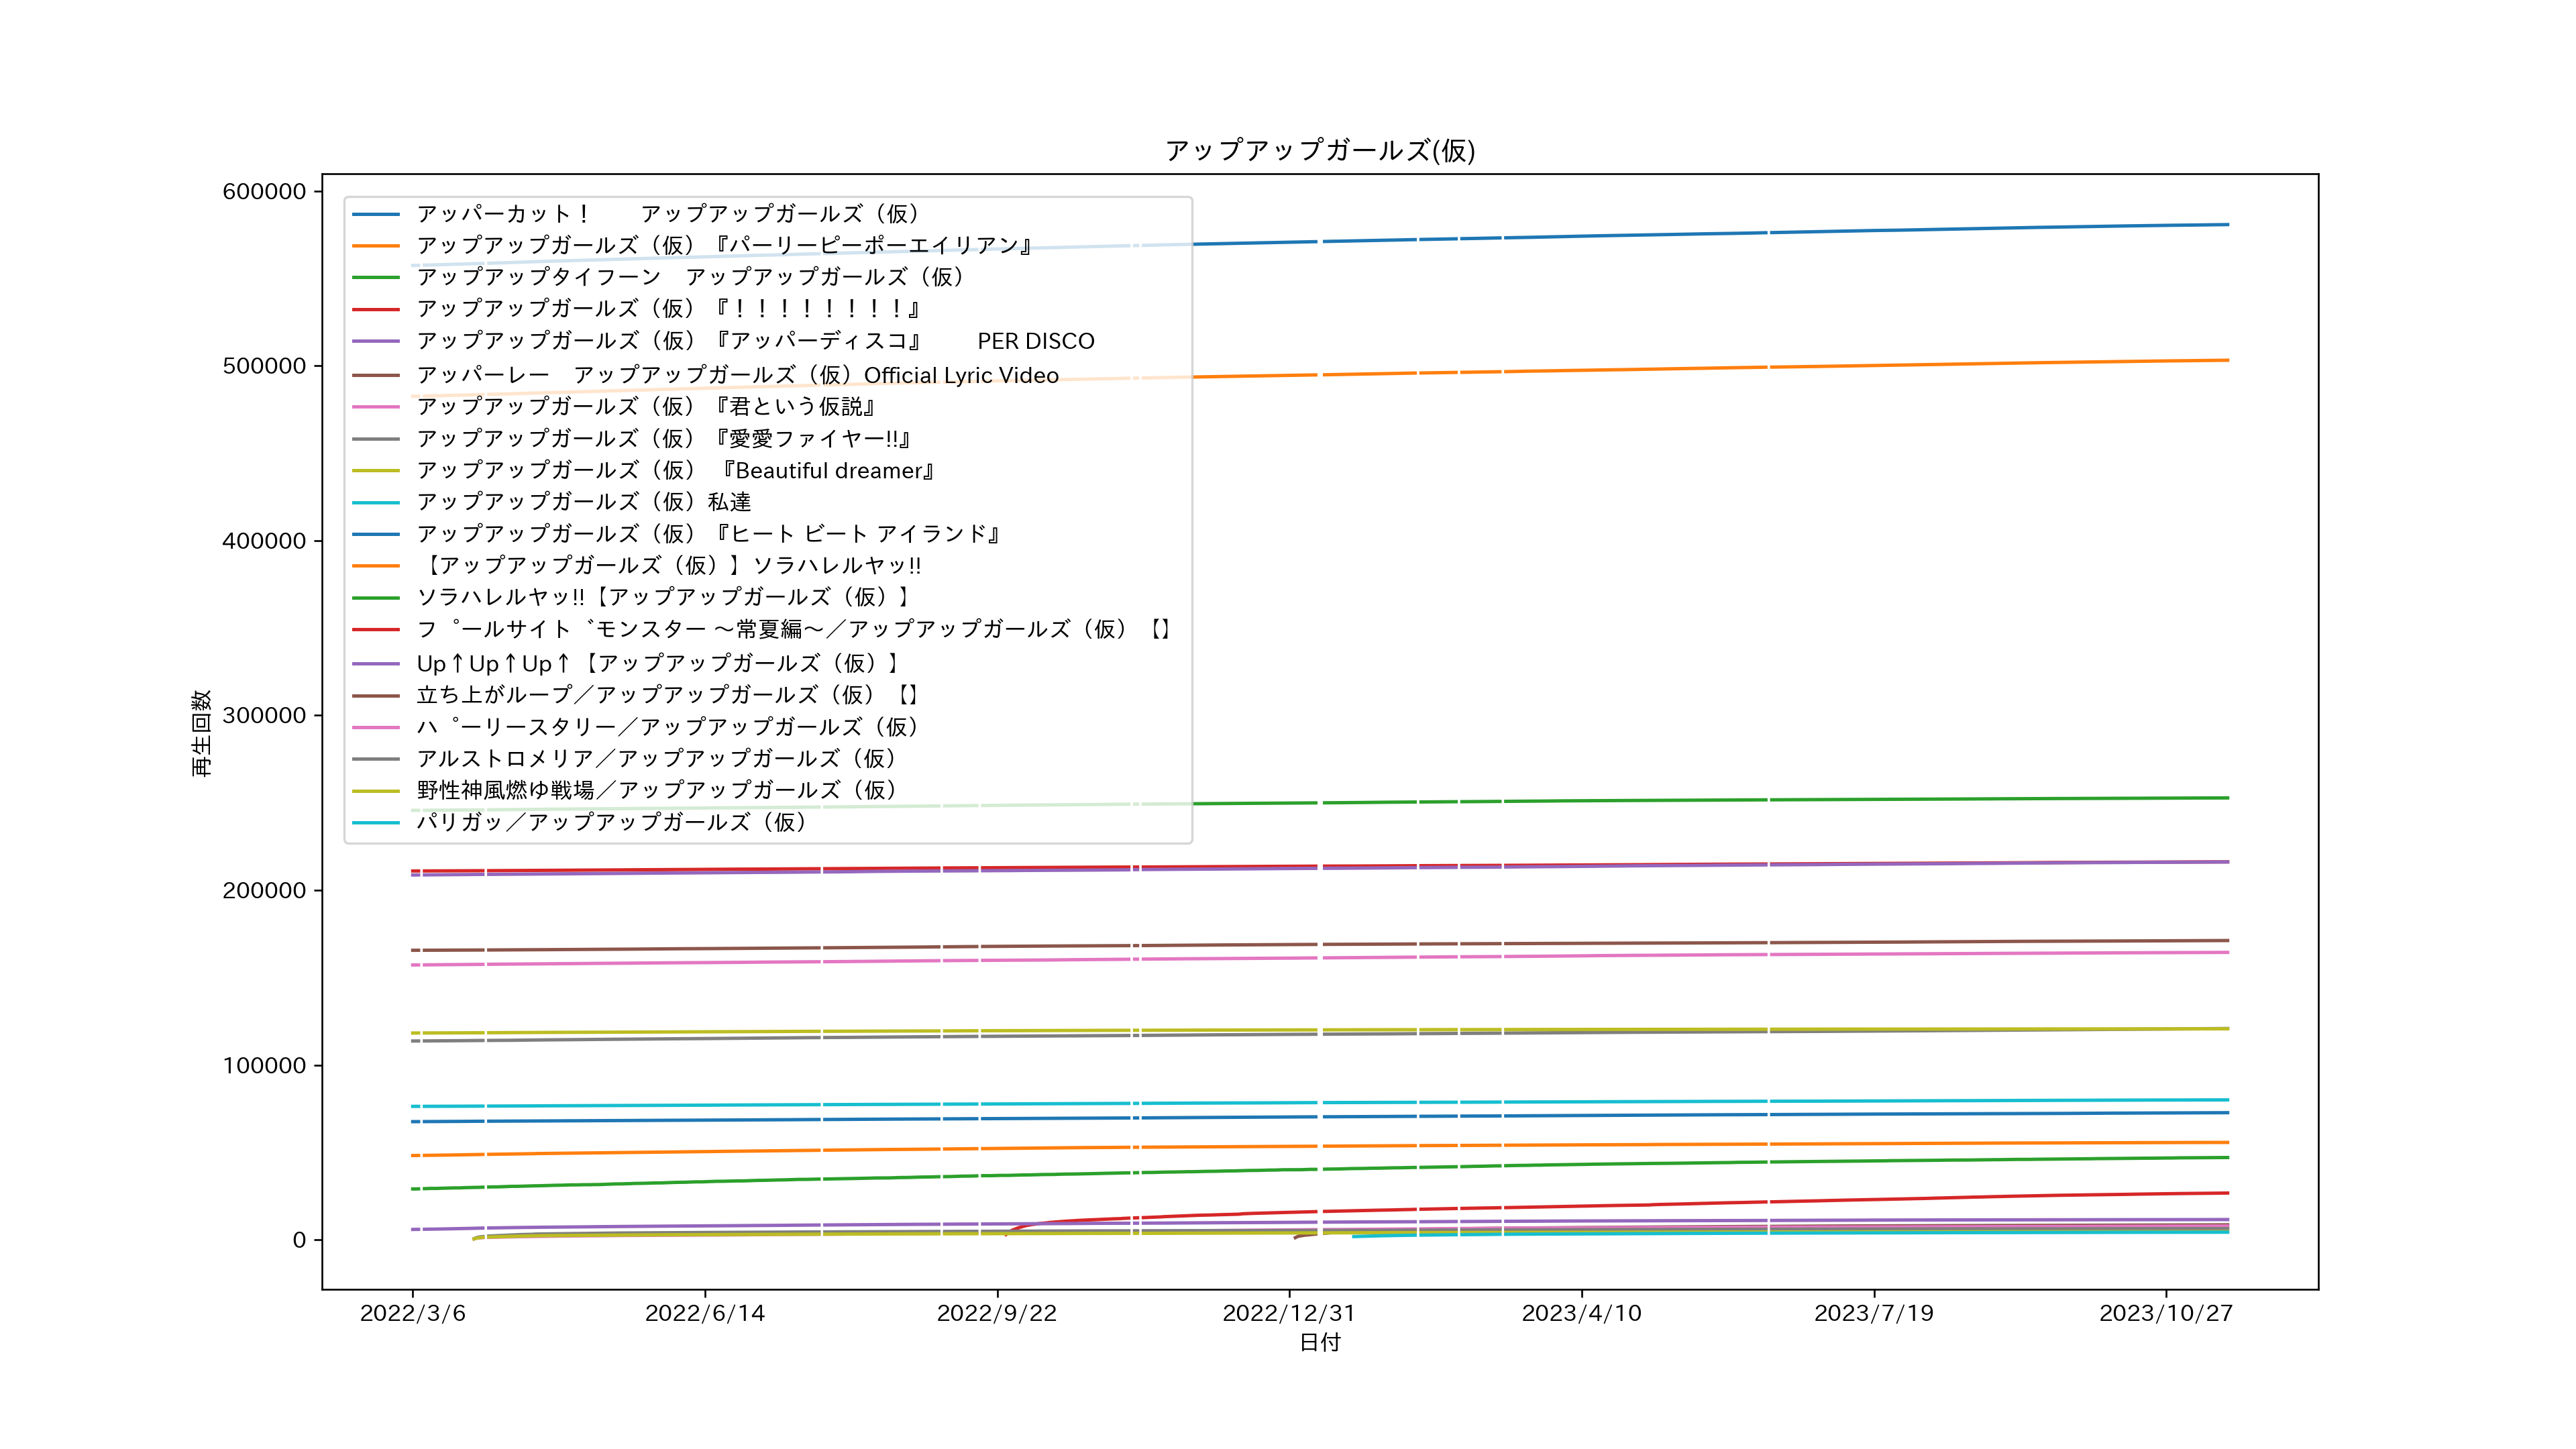 アップアップガールズ(仮)
600000
500000
400000
300000
200000
100000
0
再生回数
アッパーカット！　　アップアップガールズ（仮）
アップアップガールズ（仮）『パーリーピーポーエイリアン』
アップアップタイフーン　アップアップガールズ（仮）
アップアップガールズ（仮）『！！！！！！！！』
アップアップガールズ（仮）『アッパーディスコ』　　PER DISCO
アッパーレー　アップアップガールズ（仮）Official Lyric Video
アップアップガールズ（仮）『君という仮説』
アップアップガールズ（仮）『愛愛ファイヤー!!』
アップアップガールズ（仮） 『Beautiful dreamer』
アップアップガールズ（仮）私達
アップアップガールズ（仮）『ヒート ビート アイランド』
【アップアップガールズ（仮）】ソラハレルヤッ!!
ソラハレルヤッ!!【アップアップガールズ（仮）】
フ゜ールサイト゛モンスター 〜常夏編〜／アップアップガールズ（仮）【】
Up↑Up↑Up↑【アップアップガールズ（仮）】
立ち上がループ／アップアップガールズ（仮）【】
ハ゜ーリースタリー／アップアップガールズ（仮）
アルストロメリア／アップアップガールズ（仮）
野性神風燃ゆ戦場／アップアップガールズ（仮）
パリガッ／アップアップガールズ（仮）
2022/3/6
2022/6/14
2022/9/22
2022/12/31
2023/4/10
2023/7/19
2023/10/27
日付